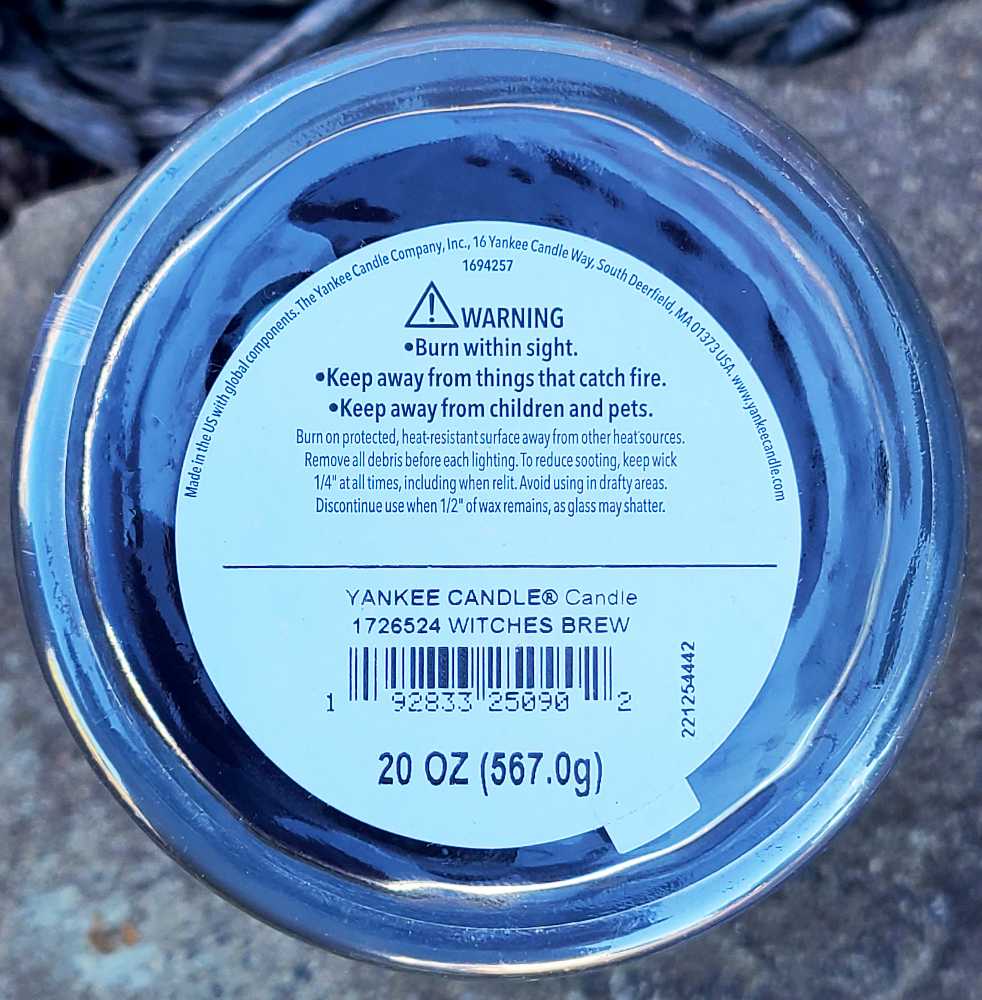 Made in the US with global components. The Yankee Candle Company, Inc., 16 Yankee Candle Way, South Deerfield, MA 01373 USA. www.yankeecandle.com
1694257
WARNING
•Burn within sight.
•Keep away from things that catch fire.
•Keep away from children and pets.
Burn on protected, heat-resistant surface away from other heat sources.
Remove all debris before each lighting. To reduce sooting, keep wick
1/4" at all times, including when relit. Avoid using in drafty areas.
Discontinue use when 1/2" of wax remains, as glass may shatter.
YANKEE CANDLE® Candle
1726524 WITCHES BREW
1 92833 25090 2
221254442
20 OZ (567.0g)